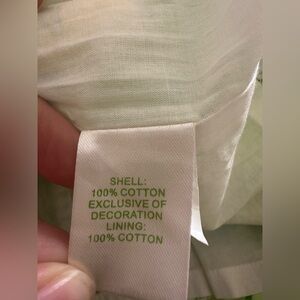 SHELL:
100% COTTON
EXCLUSIVE OF
DECORATION
LINING:
100% COTTON